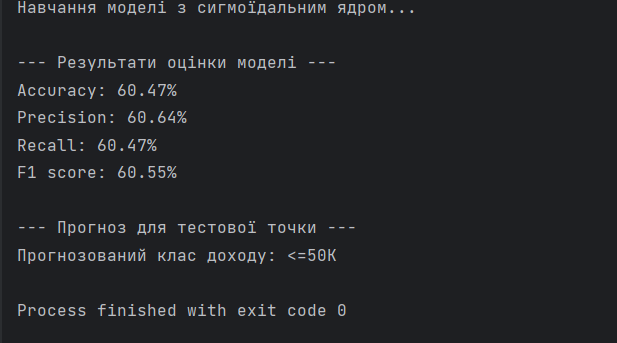 Навчання моделі з сигмоїдальним ядром...
--- Результати оцінки моделі ---
Accuracy: 60.47%
Precision: 60.64%
Recall: 60.47%
F1 score: 60.55%
--- Прогноз для тестової точки ---
Прогнозований клас доходу: <=50K
Process finished with exit code 0